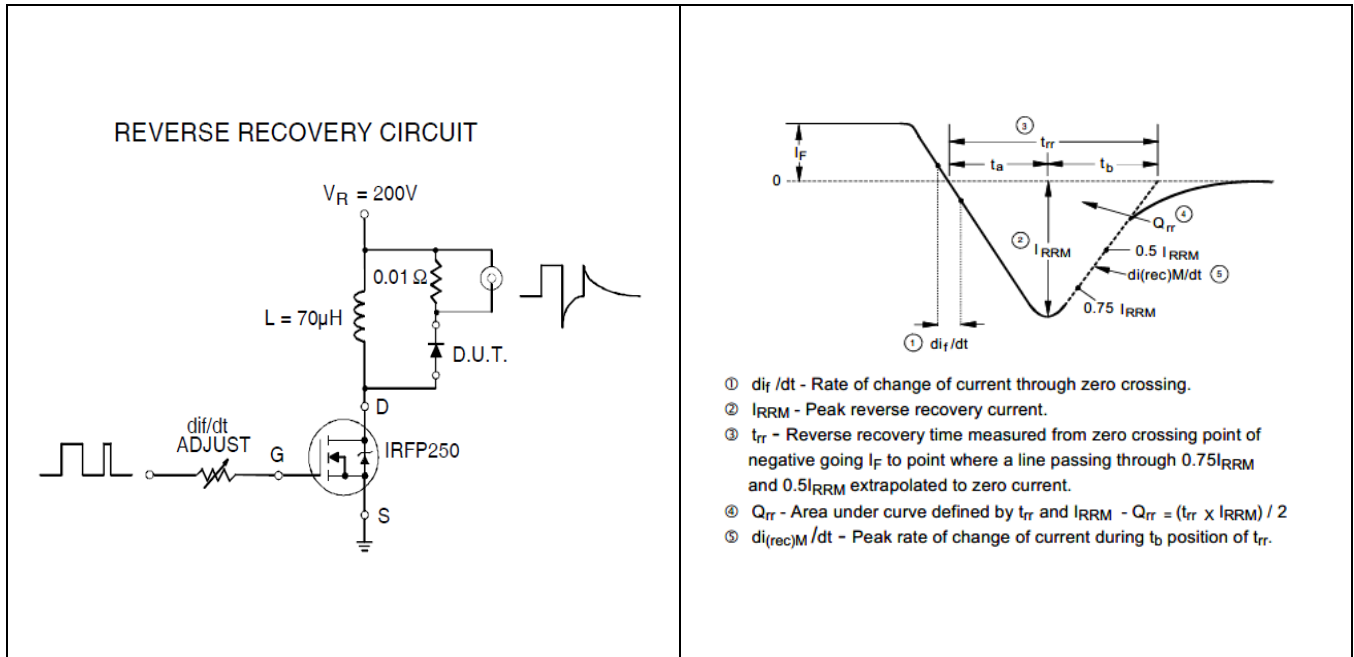 REVERSE RECOVERY CIRCUIT
VR = 200V
0.01 Ω
L = 70µH
D.U.T.
D
dif/dt
ADJUST
G
IRFP250
S
③
trr
IF
ta
tb
0
Qrr ④
② IRRM
0.5 IRRM
di(rec)M/dt ⑤
0.75 IRRM
① dif/dt
① dif /dt - Rate of change of current through zero crossing.
② IRRM - Peak reverse recovery current.
③ trr - Reverse recovery time measured from zero crossing point of
negative going IF to point where a line passing through 0.75IRRM
and 0.5IRRM extrapolated to zero current.
④ Qrr - Area under curve defined by trr and IRRM - Qrr = (trr x IRRM) / 2
⑤ di(rec)M /dt - Peak rate of change of current during tb position of trr.